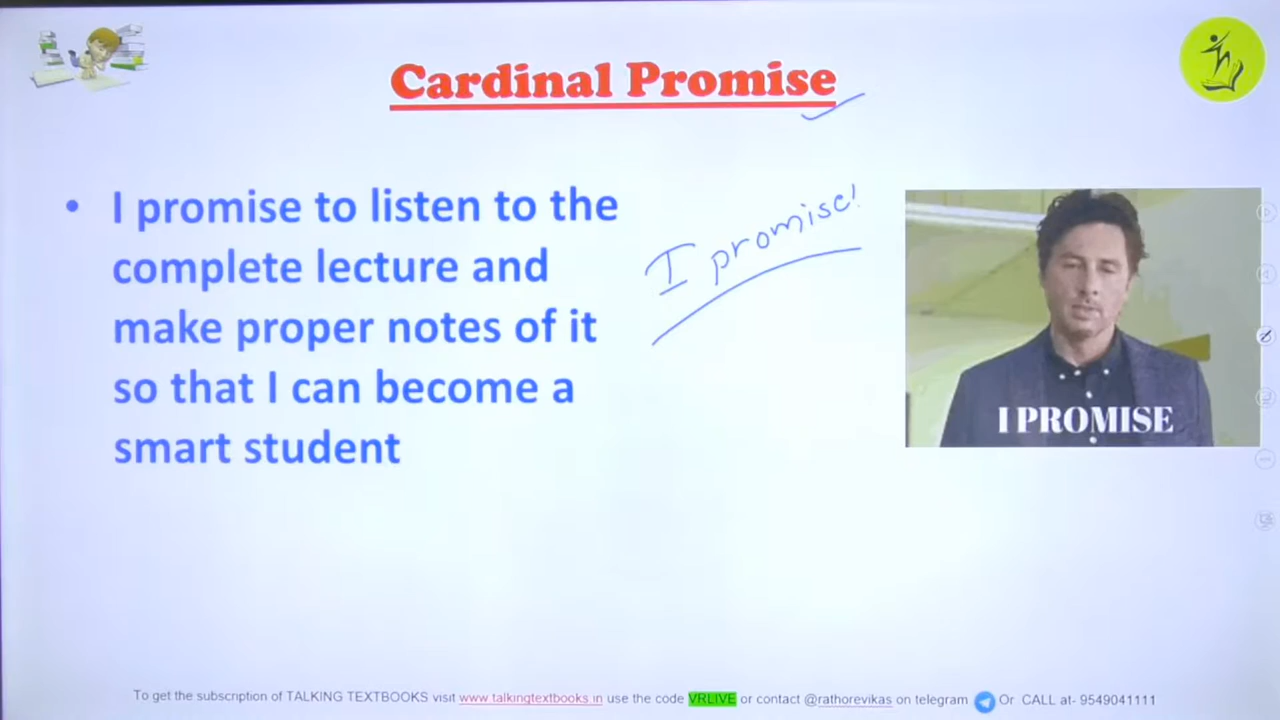 Cardinal Promise
• I promise to listen to the
complete lecture and
make proper notes of it
so that I can become a
smart student
I promise!
I PROMISE
To get the subscription of TALKING TEXTBOOKS visit www.talkingtextbooks.in use the code VRLIVE or contact @rathorevikas on telegram Or CALL at- 9549041111